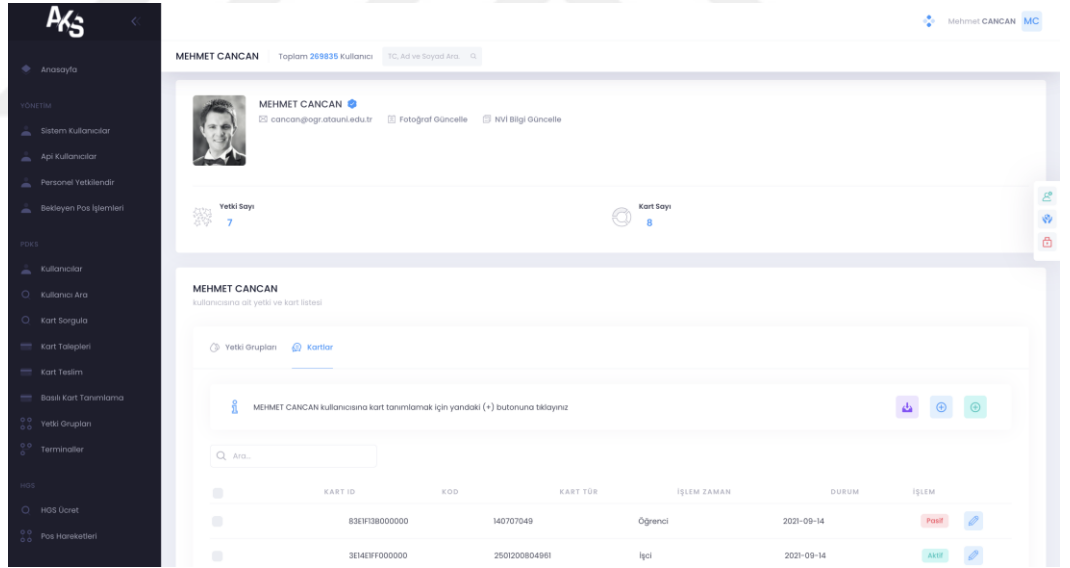 AKS
Mehmet CANCAN MC
MEHMET CANCAN Toplam 269835 Kullanıcı TC, Ad ve Soyad Ara
Anasayfa
YÖNETİM
Sistem Kullanıcılar
Api Kullanıcılar
Personel Yetkilendir
Bekleyen Pos İşlemleri
PDKS
Kullanıcılar
Kullanıcı Ara
Kart Sorgula
Kart Talepleri
Kart Teslim
Basılı Kart Tanımlama
Yetki Grupları
Terminaller
HGS
HGS Ücret
Pos Hareketleri
MEHMET CANCAN
cancan@ogr.atauni.edu.tr Fotoğraf Güncelle NVİ Bilgi Güncelle
Yetki Sayı
7
Kart Sayı
8
MEHMET CANCAN
kullanıcısına ait yetki ve kart listesi
Yetki Grupları Kartlar
MEHMET CANCAN kullanıcısına kart tanımlamak için yandaki (+) butonuna tıklayınız
Ara...
KART ID KOD KART TÜR İŞLEM ZAMAN DURUM İŞLEM
83E1F138000000 140707049 Öğrenci 2021-09-14 Pasif
3E14E1FF000000 2501200804961 İşci 2021-09-14 Aktif